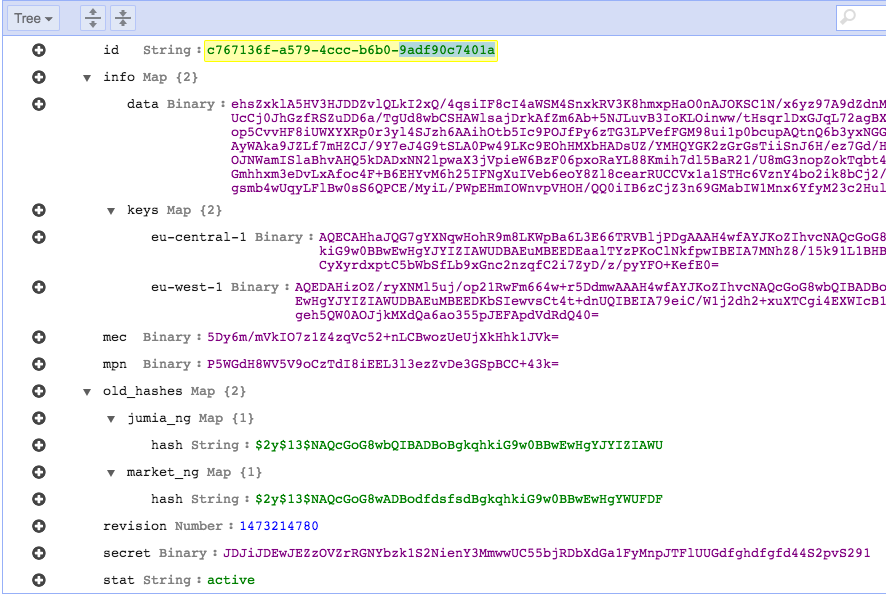 Tree
id String : c767136f-a579-4ccc-b6b0-9adf90c7401a
info Map {2}
data Binary : ehsZxklA5HV3HJDDZvlQLkI2xQ/4qsiIF8cI4aWSM4SnxkRV3K8hmxpHaO0nAJOKSC1N/x6yz97A9dZdnM
UcCj0JhGzfRSZuDD6a/TgUd8wbCSHAWlsajDrkAfZm6Ab+5NJLuvB3IoKLOinww/tHsqrlDxGJqL72agBX
op5CvvHF8iUWXYXRp0r3yl4SJzh6AAihOtb5Ic9POJfPy6zTG3LPVefFGM98ui1p0bcupAQtnQ6b3yxNGG
AyWAka9JZLf7mHZCJ/9Y7eJ4G9tSLA0Pw49LKc9EOhHMXbHADsUZ/YMHQYGK2zGrGsTiiSnJ6H/ez7Gd/H
OJNWamISlaBhvAHQ5kDADxNN2lpwaX3jVpieW6BzF06pxoRaYL88Kmih7dl5BaR21/U8mG3nopZokTqbt4
Gmhhxm3eDvLxAfoc4F+B6EHYvM6h25IFNgXuIVeb6eoY8Zl8cearRUCCVx1a1STHc6VznY4bo2ik8bCj2/
gsmb4wUqyLFlBw0sS6QPCE/MyiL/PWpEHmIOWnvpVHOH/QQ0iIB6zCjZ3n69GMabIW1Mnx6YfyM23c2Hul
keys Map {2}
eu-central-1 Binary : AQECAHhaJQG7gYXNqwHohR9m8LKWpBa6L3E66TRVBljPDgAAAH4wfAYJKoZIhvcNAQcGoG8
kiG9w0BBwEwHgYJYIZIAWUDBAEuMBEEDEaalTYzPKoClNkfpwIBEIA7MNhZ8/15k91L1BHB
CyXyrdxptC5bWbSfLb9xGnc2nzqfC2i7ZyD/z/pyYFO+KefE0=
eu-west-1 Binary : AQEDAHizOZ/ryXNMl5uj/op21RwFm664w+r5DdmwAAAH4wfAYJKoZIhvcNAQcGoG8wbQIBADBO
EwHgYJYIZIAWUDBAEuMBEEDKbSIewvsCt4t+dnUQIBEIA79eiC/W1j2dh2+xuXTCgi4EXWIcB1
geh5QW0AOJjkMXdQa6ao355pJEFApdVdRdQ40=
mec Binary : 5Dy6m/mVkIO7z1Z4zqVc52+nLCBwozUeUjXkHhk1JVk=
mpn Binary : P5WGdH8WV5V9oCzTdI8iEEL3l3ezZvDe3GSpBCC+43k=
old_hashes Map {2}
jumia_ng Map {1}
hash String : $2y$13$NAQcGoG8wbQIBADBoBgkqhkiG9w0BBwEwHgYJYIZIAWU
market_ng Map {1}
hash String : $2y$13$NAQcGoG8wADBodfdsfsdBgkqhkiG9w0BBwEwHgYWUFDF
revision Number : 1473214780
secret Binary : JDJiJDEwJEZzOVZrRGNYbzk1S2NienY3MmwwUC55bjRDbXdGa1FyMnpJTFlUUGdfghdfgfd44S2pvS291
stat String : active